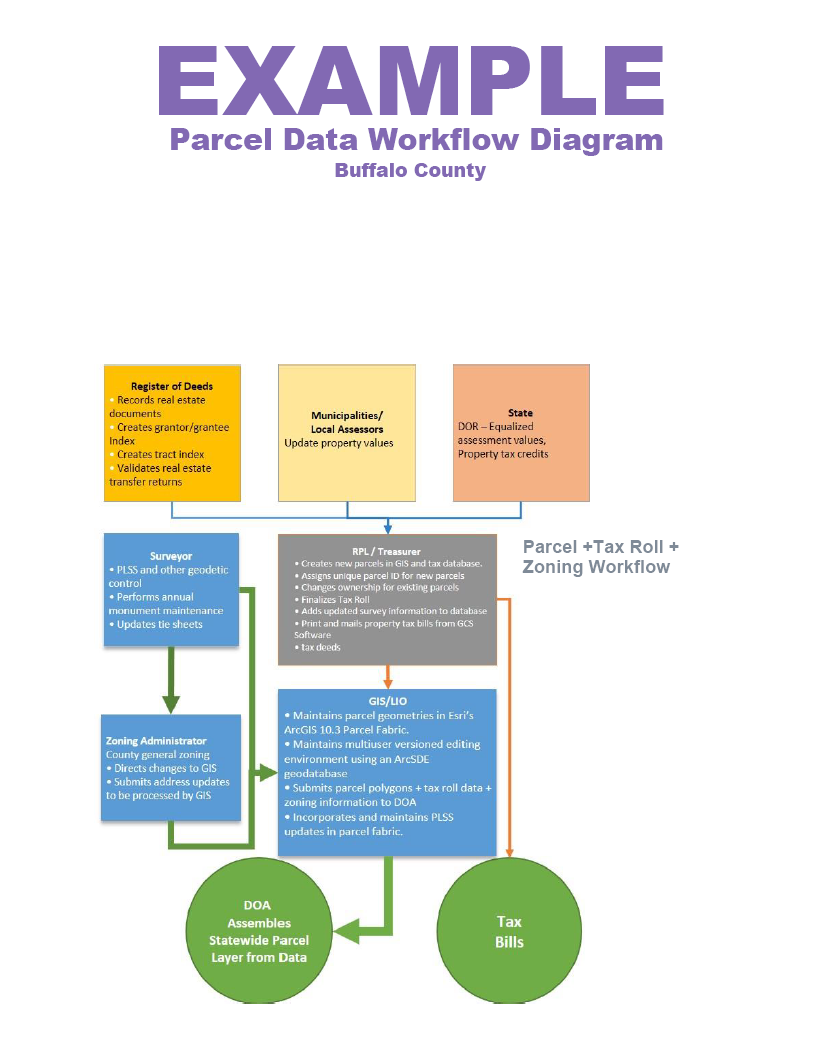 EXAMPLE
Parcel Data Workflow Diagram
Buffalo County
Register of Deeds
• Records real estate
documents
• Creates grantor/grantee
Index
• Creates tract index
• Validates real estate
transfer returns
Municipalities/
Local Assessors
Update property values
State
DOR – Equalized
assessment values,
Property tax credits
Surveyor
• PLSS and other geodetic
control
• Performs annual
monument maintenance
• Updates tie sheets
RPL / Treasurer
• Creates new parcels in GIS and tax database.
• Assigns unique parcel ID for new parcels
• Changes ownership for existing parcels
• Finalizes Tax Roll
• Adds updated survey information to database
• Print and mails property tax bills from GCS
Software
• tax deeds
Parcel +Tax Roll +
Zoning Workflow
Zoning Administrator
County general zoning
• Directs changes to GIS
• Submits address updates
to be processed by GIS
GIS/LIO
• Maintains parcel geometries in Esri's
ArcGIS 10.3 Parcel Fabric.
• Maintains multiuser versioned editing
environment using an ArcSDE
geodatabase
• Submits parcel polygons + tax roll data +
zoning information to DOA
• Incorporates and maintains PLSS
updates in parcel fabric.
DOA
Assembles
Statewide Parcel
Layer from Data
Tax
Bills